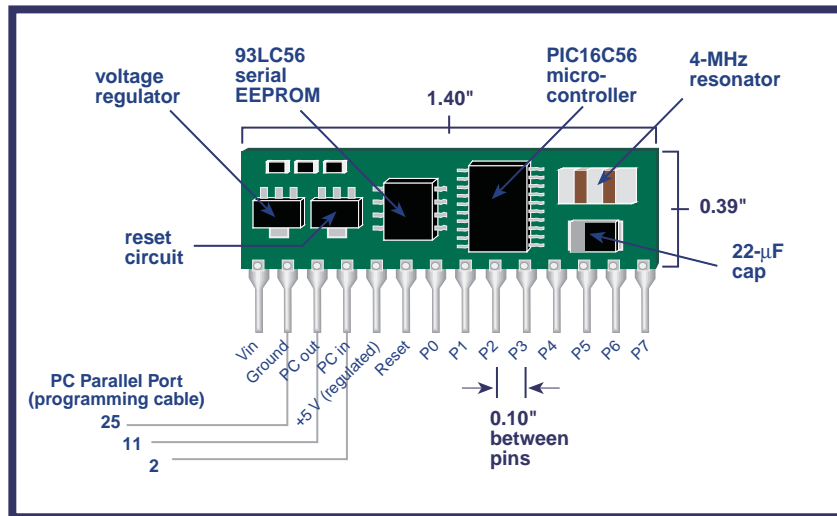 voltage
regulator
93LC56
serial
EEPROM
PIC16C56
micro-
controller
4-MHz
resonator
1.40"
0.39"
reset
circuit
22-μF
cap
Vin
Ground
PC out
PC in
+5 V (regulated)
Reset
P0
P1
P2
P3
P4
P5
P6
P7
PC Parallel Port
(programming cable)
25
11
2
0.10"
between
pins